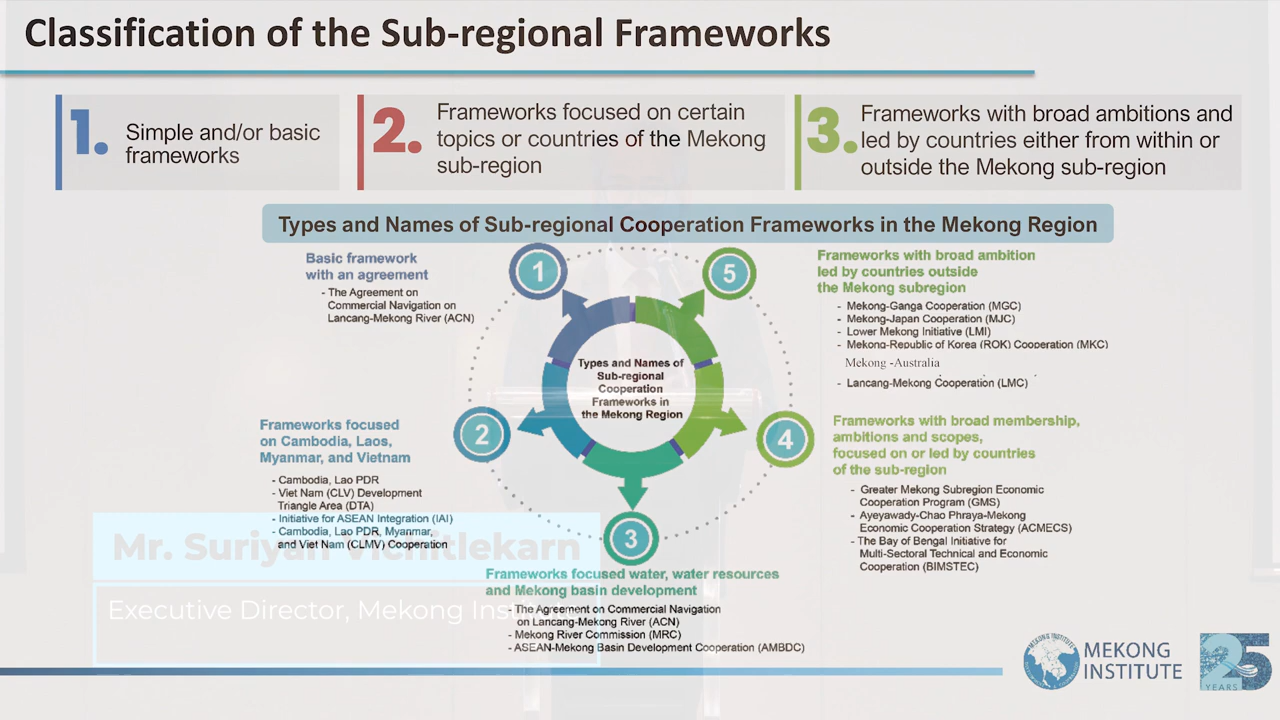 Classification of the Sub-regional Frameworks
1.
Simple and/or basic
frameworks
2.
Frameworks focused on certain
topics or countries of the Mekong
sub-region
3.
Frameworks with broad ambitions and
led by countries either from within or
outside the Mekong sub-region
Types and Names of Sub-regional Cooperation Frameworks in the Mekong Region
1
Basic framework
with an agreement
- The Agreement on
Commercial Navigation on
Lancang-Mekong River (ACN)
5
Frameworks with broad ambition
led by countries outside
the Mekong subregion
- Mekong-Ganga Cooperation (MGC)
- Mekong-Japan Cooperation (MJC)
- Lower Mekong Initiative (LMI)
- Mekong-Republic of Korea (ROK) Cooperation (MKC)
Mekong -Australia
- Lancang-Mekong Cooperation (LMC)
Types and Names of
Sub-regional
Cooperation
Frameworks in
the Mekong Region
2
Frameworks focused
on Cambodia, Laos,
Myanmar, and Vietnam
- Cambodia, Lao PDR
- Viet Nam (CLV) Development
Triangle Area (DTA)
- Initiative for ASEAN Integration (IAI)
- Cambodia, Lao PDR, Myanmar,
and Viet Nam (CLMV) Cooperation
4
Frameworks with broad membership,
ambitions and scopes,
focused on or led by countries
of the sub-region
- Greater Mekong Subregion Economic
Cooperation Program (GMS)
- Ayeyawady-Chao Phraya-Mekong
Economic Cooperation Strategy (ACMECS)
- The Bay of Bengal Initiative for
Multi-Sectoral Technical and Economic
Cooperation (BIMSTEC)
3
Frameworks focused water, water resources
and Mekong basin development
- The Agreement on Commercial Navigation
on Lancang-Mekong River (ACN)
- Mekong River Commission (MRC)
- ASEAN-Mekong Basin Development Cooperation (AMBDC)
Mr. Suriyan Vichitlekarn
Executive Director, Mekong Institute
MEKONG
INSTITUTE
25
YEARS